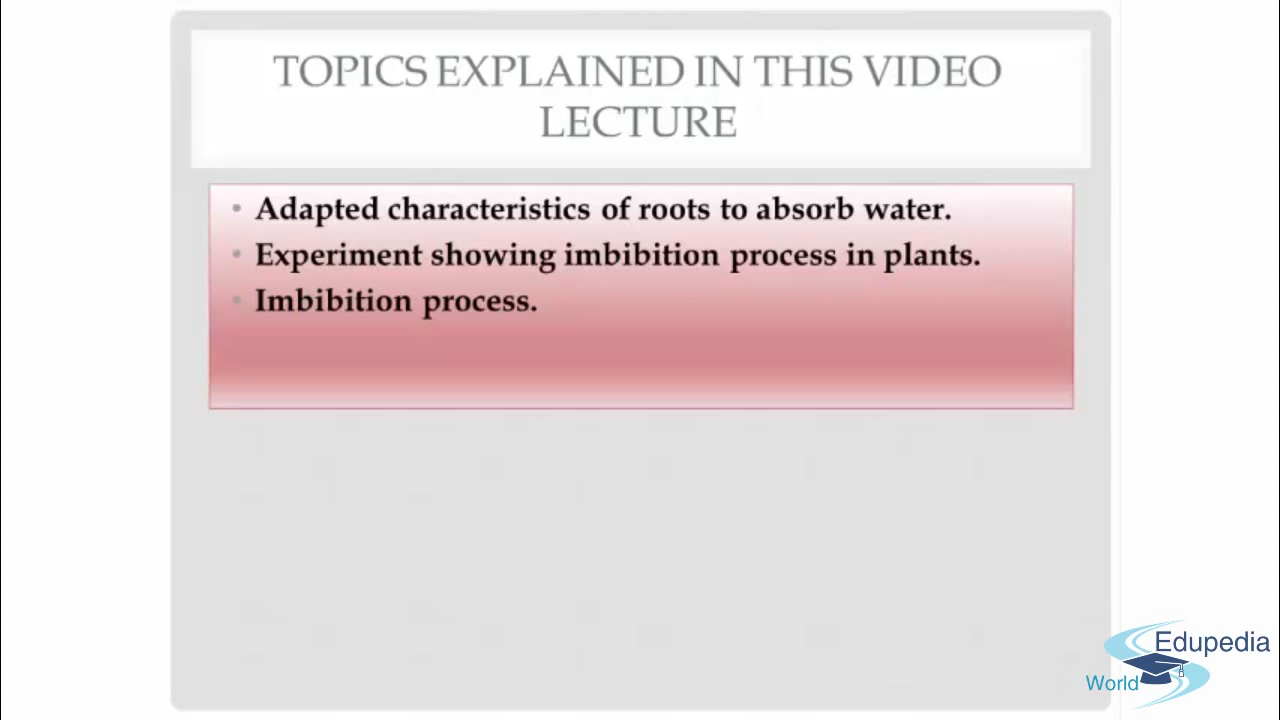 TOPICS EXPLAINED IN THIS VIDEO
LECTURE
• Adapted characteristics of roots to absorb water.
• Experiment showing imbibition process in plants.
• Imbibition process.
Edupedia
World